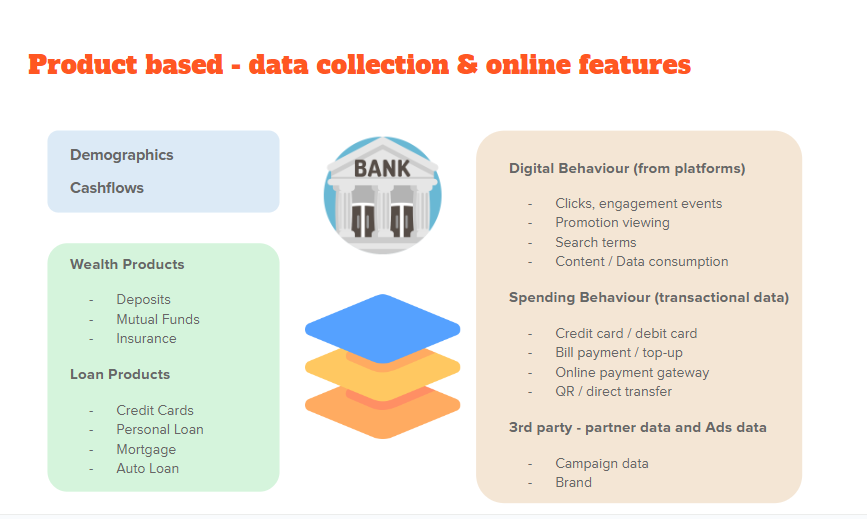 Product based - data collection & online features
Demographics
Cashflows
Wealth Products
- Deposits
- Mutual Funds
- Insurance
Loan Products
- Credit Cards
- Personal Loan
- Mortgage
- Auto Loan
BANK
Digital Behaviour (from platforms)
- Clicks, engagement events
- Promotion viewing
- Search terms
- Content / Data consumption
Spending Behaviour (transactional data)
- Credit card / debit card
- Bill payment / top-up
- Online payment gateway
- QR / direct transfer
3rd party - partner data and Ads data
- Campaign data
- Brand